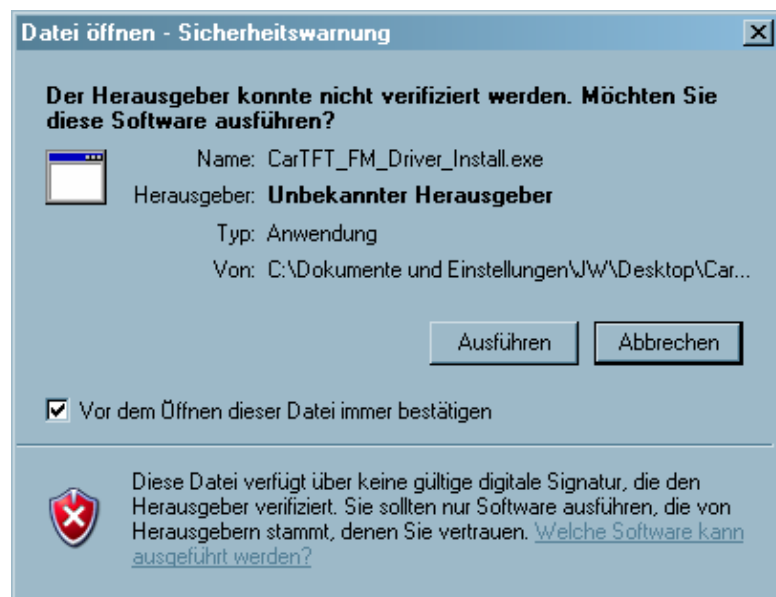 Datei öffnen - Sicherheitswarnung
Der Herausgeber konnte nicht verifiziert werden. Möchten Sie
diese Software ausführen?
Name: CarTFT_FM_Driver_Install.exe
Herausgeber: Unbekannter Herausgeber
Typ: Anwendung
Von: C:\Dokumente und Einstellungen\JW\Desktop\Car...
Ausführen Abbrechen
Vor dem Öffnen dieser Datei immer bestätigen
Diese Datei verfügt über keine gültige digitale Signatur, die den
Herausgeber verifiziert. Sie sollten nur Software ausführen, die von
Herausgebern stammt, denen Sie vertrauen. Welche Software kann
ausgeführt werden?